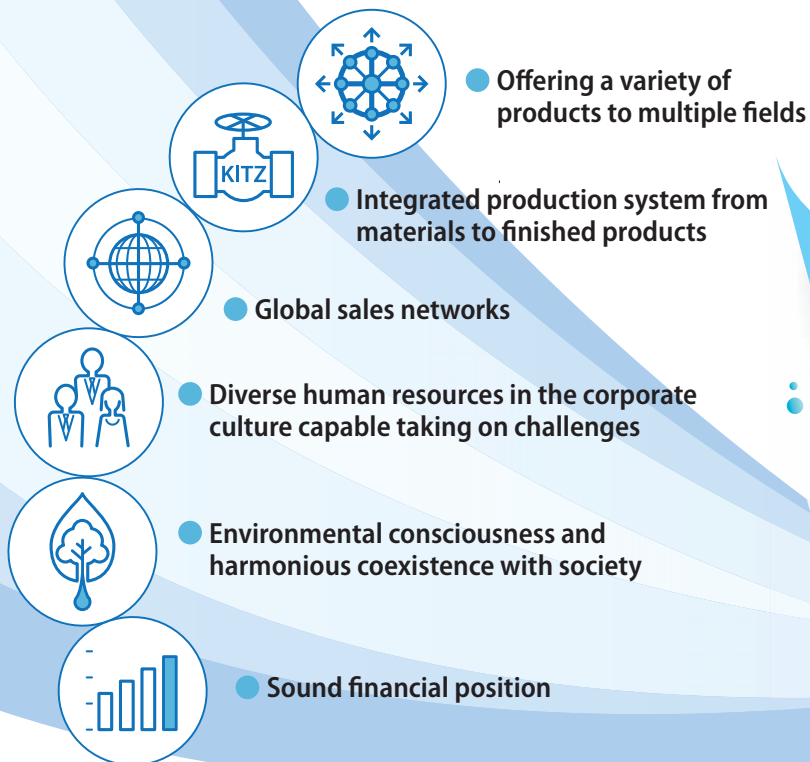 Offering a variety of
products to multiple fields
KITZ
Integrated production system from
materials to finished products
Global sales networks
Diverse human resources in the corporate
culture capable taking on challenges
Environmental consciousness and
harmonious coexistence with society
Sound financial position